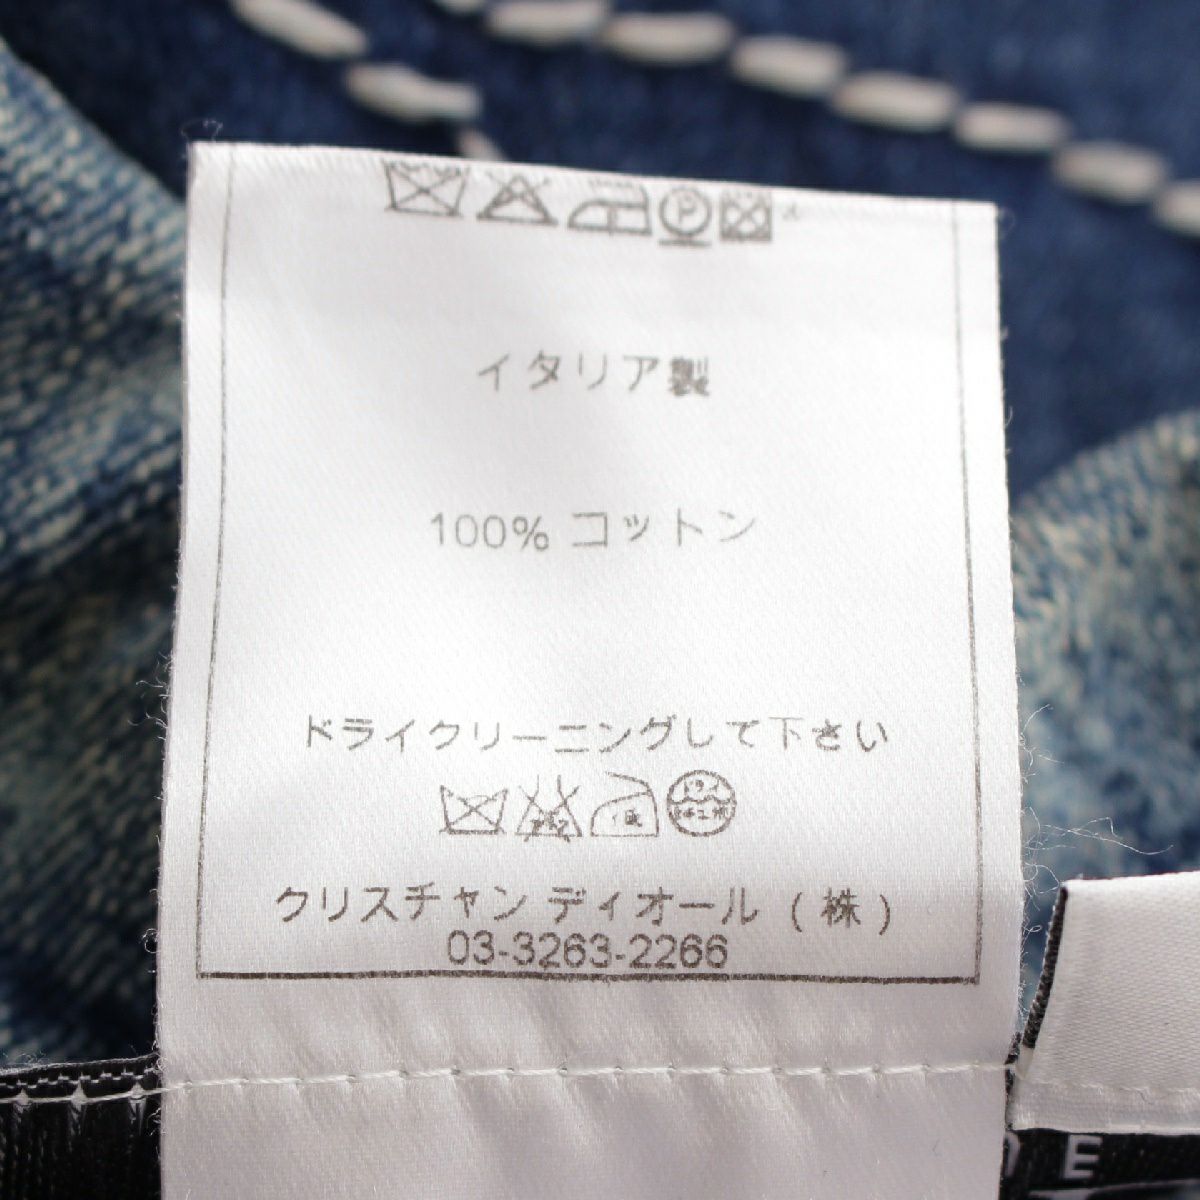 イタリア製
100% コットン
ドライクリーニングして下さい
クリスチャン ディオール (株)
03-3263-2266